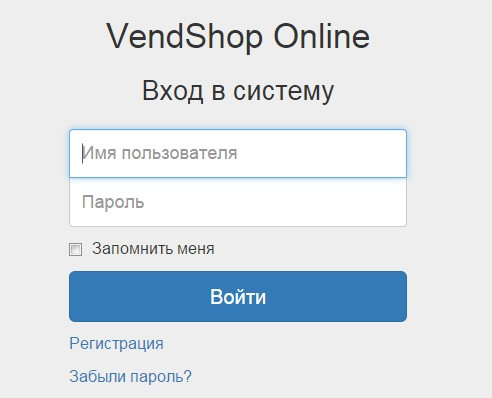 VendShop Online
Вход в систему
Имя пользователя
Пароль
Запомнить меня
Войти
Регистрация
Забыли пароль?